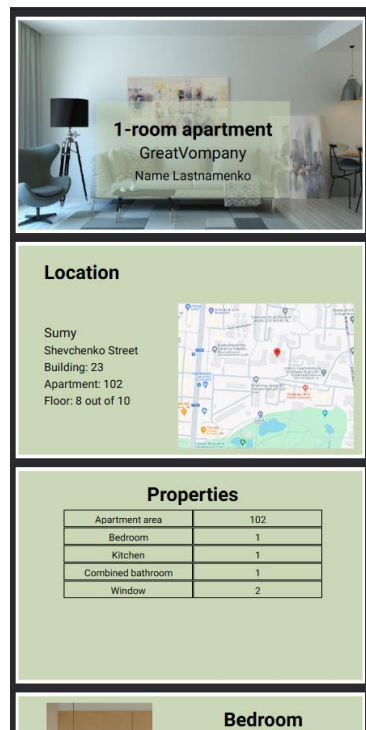 1-room apartment
GreatVompany
Name Lastnamenko
Location
Sumy
Shevchenko Street
Building: 23
Apartment: 102
Floor: 8 out of 10
Properties
Apartment area 102
Bedroom 1
Kitchen 1
Combined bathroom 1
Window 2
Bedroom